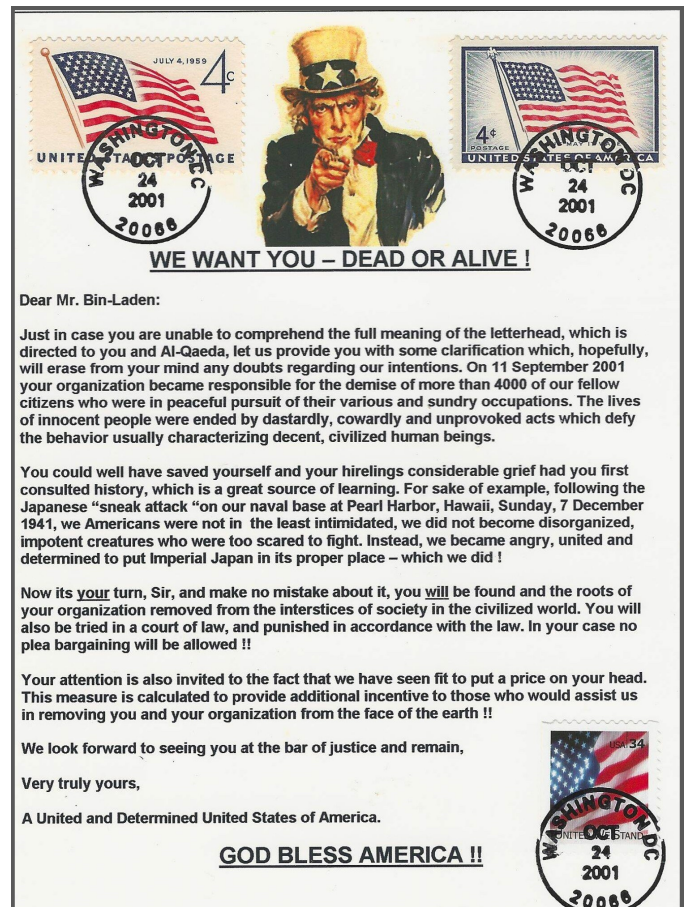 JULY 4, 1959
4c
UNITED STATES POSTAGE
WASHINGTON DC
OCT
24
2001
20066
4¢
POSTAGE
UNITED STATES OF AMERICA
WASHINGTON DC
OCT
24
2001
20066
WE WANT YOU – DEAD OR ALIVE !
Dear Mr. Bin-Laden:
Just in case you are unable to comprehend the full meaning of the letterhead, which is
directed to you and Al-Qaeda, let us provide you with some clarification which, hopefully,
will erase from your mind any doubts regarding our intentions. On 11 September 2001
your organization became responsible for the demise of more than 4000 of our fellow
citizens who were in peaceful pursuit of their various and sundry occupations. The lives
of innocent people were ended by dastardly, cowardly and unprovoked acts which defy
the behavior usually characterizing decent, civilized human beings.
You could well have saved yourself and your hirelings considerable grief had you first
consulted history, which is a great source of learning. For sake of example, following the
Japanese “sneak attack “on our naval base at Pearl Harbor, Hawaii, Sunday, 7 December
1941, we Americans were not in the least intimidated, we did not become disorganized,
impotent creatures who were too scared to fight. Instead, we became angry, united and
determined to put Imperial Japan in its proper place – which we did !
Now its your turn, Sir, and make no mistake about it, you will be found and the roots of
your organization removed from the interstices of society in the civilized world. You will
also be tried in a court of law, and punished in accordance with the law. In your case no
plea bargaining will be allowed !!
Your attention is also invited to the fact that we have seen fit to put a price on your head.
This measure is calculated to provide additional incentive to those who would assist us
in removing you and your organization from the face of the earth !!
We look forward to seeing you at the bar of justice and remain,
Very truly yours,
A United and Determined United States of America.
USA 34
UNITED WE STAND
WASHINGTON DC
OCT
24
2001
20066
GOD BLESS AMERICA !!